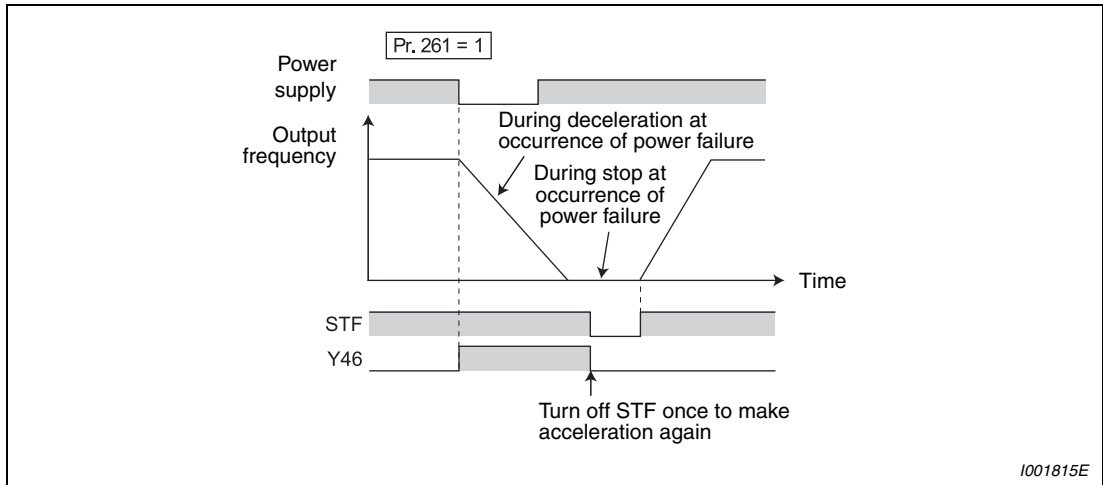 Pr. 261 = 1
Power
supply
During deceleration at
occurrence of power failure
Output
frequency
During stop at
occurrence of
power failure
Time
STF
Y46
Turn off STF once to make
acceleration again
I001815E